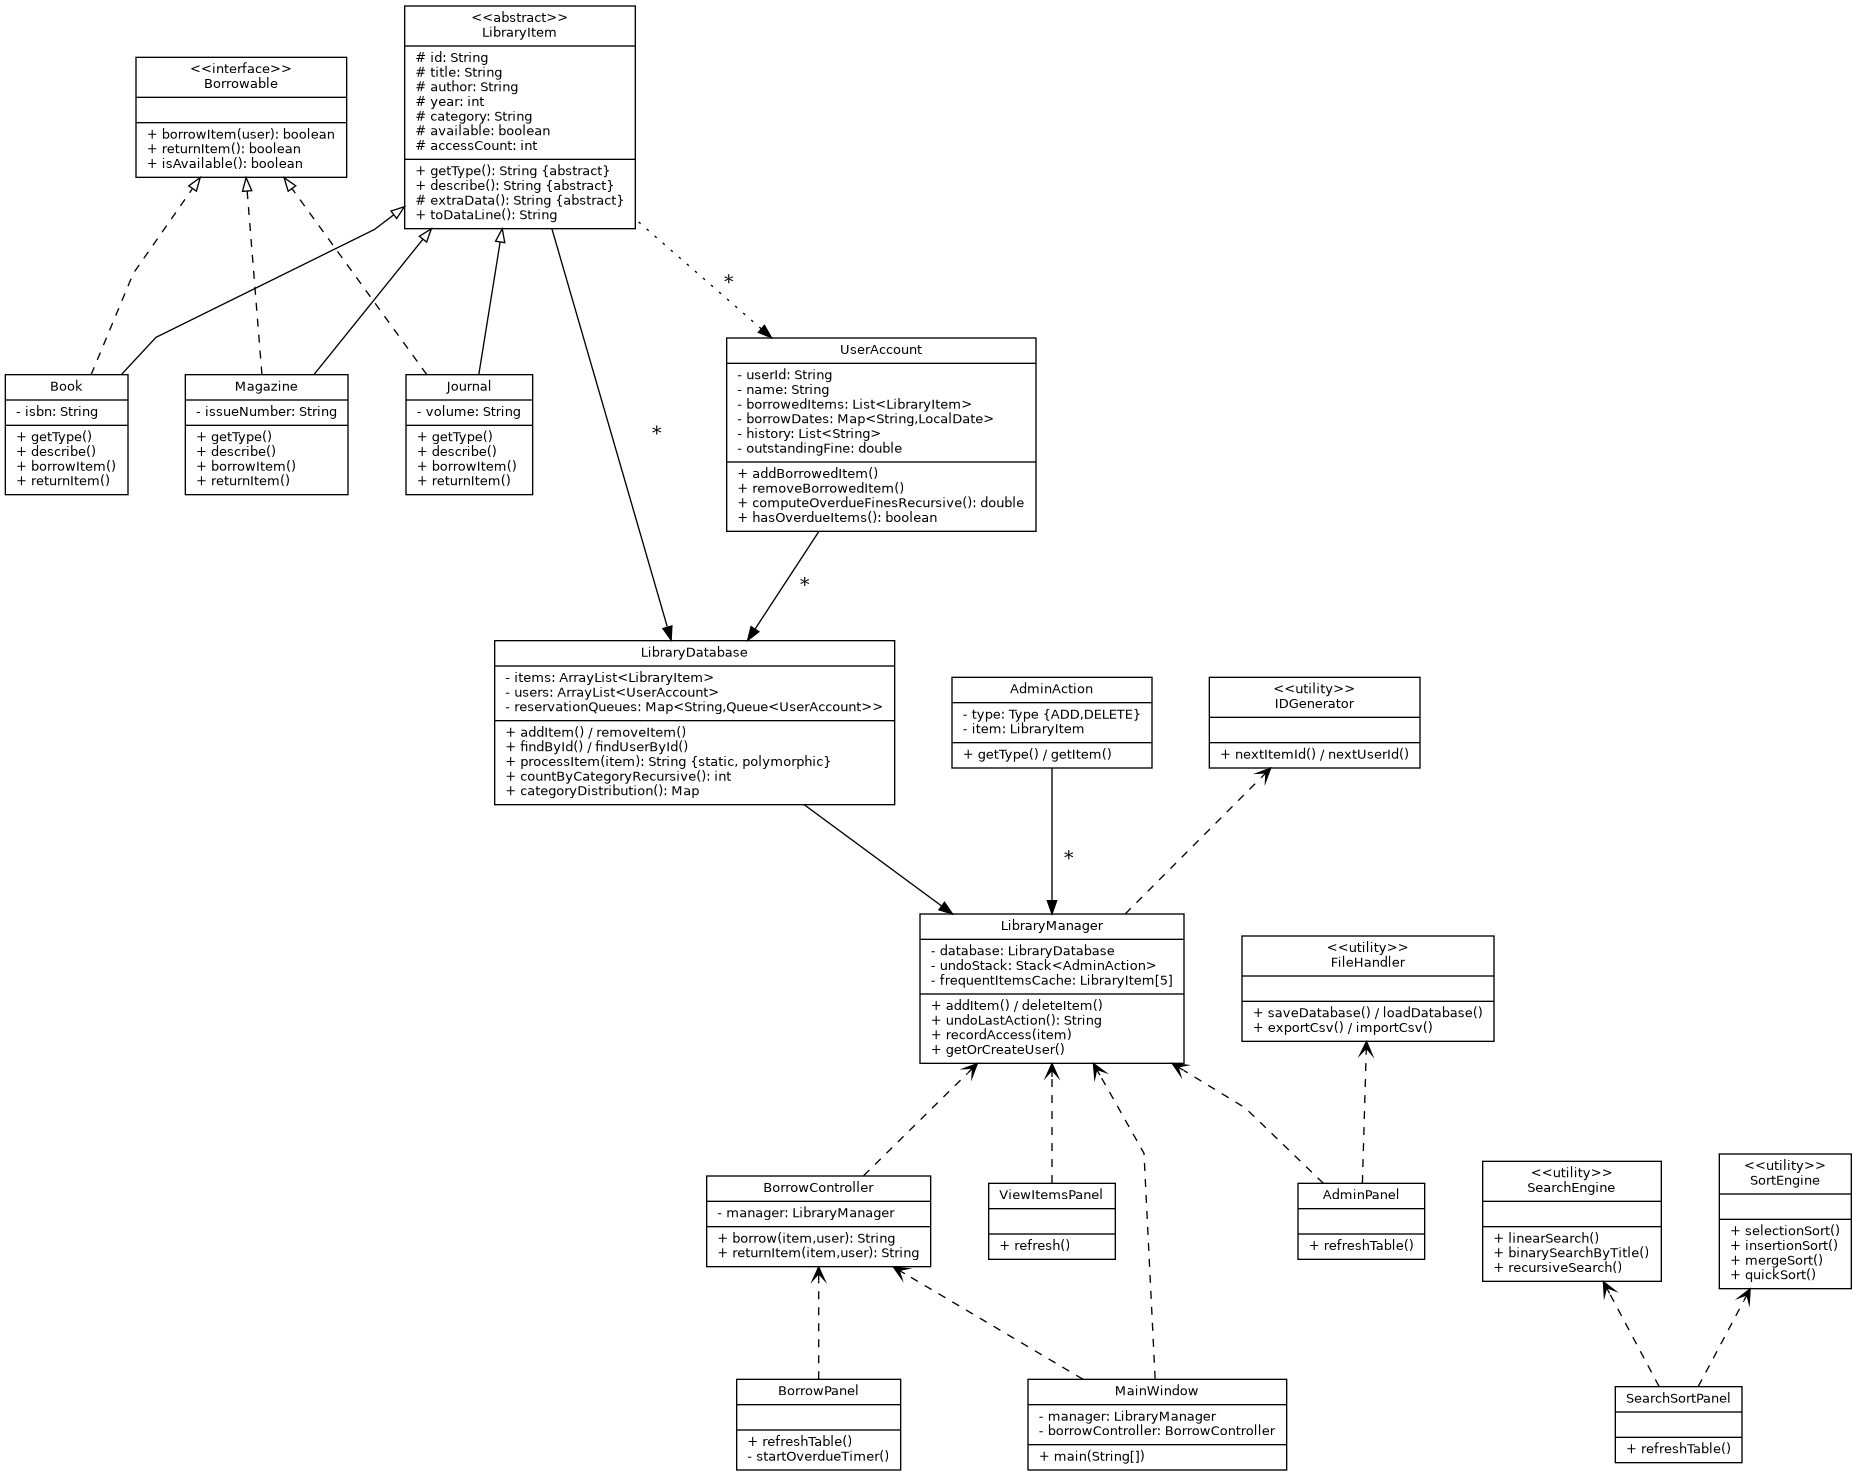 <<abstract>>
LibraryItem
# id: String
# title: String
# author: String
# year: int
# category: String
# available: boolean
# accessCount: int
+ getType(): String {abstract}
+ describe(): String {abstract}
# extraData(): String {abstract}
+ toDataLine(): String
<<interface>>
Borrowable
+ borrowItem(user): boolean
+ returnItem(): boolean
+ isAvailable(): boolean
*
*
UserAccount
- userId: String
- name: String
- borrowedItems: List<LibraryItem>
- borrowDates: Map<String,LocalDate>
- history: List<String>
- outstandingFine: double
+ addBorrowedItem()
+ removeBorrowedItem()
+ computeOverdueFinesRecursive(): double
+ hasOverdueItems(): boolean
Book
- isbn: String
+ getType()
+ describe()
+ borrowItem()
+ returnItem()
Magazine
- issueNumber: String
+ getType()
+ describe()
+ borrowItem()
+ returnItem()
Journal
- volume: String
+ getType()
+ describe()
+ borrowItem()
+ returnItem()
*
LibraryDatabase
- items: ArrayList<LibraryItem>
- users: ArrayList<UserAccount>
- reservationQueues: Map<String,Queue<UserAccount>>
+ addItem() / removeItem()
+ findById() / findUserById()
+ processItem(item): String {static, polymorphic}
+ countByCategoryRecursive(): int
+ categoryDistribution(): Map
AdminAction
- type: Type {ADD,DELETE}
- item: LibraryItem
+ getType() / getItem()
<<utility>>
IDGenerator
+ nextItemId() / nextUserId()
*
LibraryManager
- database: LibraryDatabase
- undoStack: Stack<AdminAction>
- frequentItemsCache: LibraryItem[5]
+ addItem() / deleteItem()
+ undoLastAction(): String
+ recordAccess(item)
+ getOrCreateUser()
<<utility>>
FileHandler
+ saveDatabase() / loadDatabase()
+ exportCsv() / importCsv()
BorrowController
- manager: LibraryManager
+ borrow(item,user): String
+ returnItem(item,user): String
ViewItemsPanel
+ refresh()
AdminPanel
+ refreshTable()
<<utility>>
SearchEngine
+ linearSearch()
+ binarySearchByTitle()
+ recursiveSearch()
<<utility>>
SortEngine
+ selectionSort()
+ insertionSort()
+ mergeSort()
+ quickSort()
BorrowPanel
+ refreshTable()
- startOverdueTimer()
MainWindow
- manager: LibraryManager
- borrowController: BorrowController
+ main(String[])
SearchSortPanel
+ refreshTable()